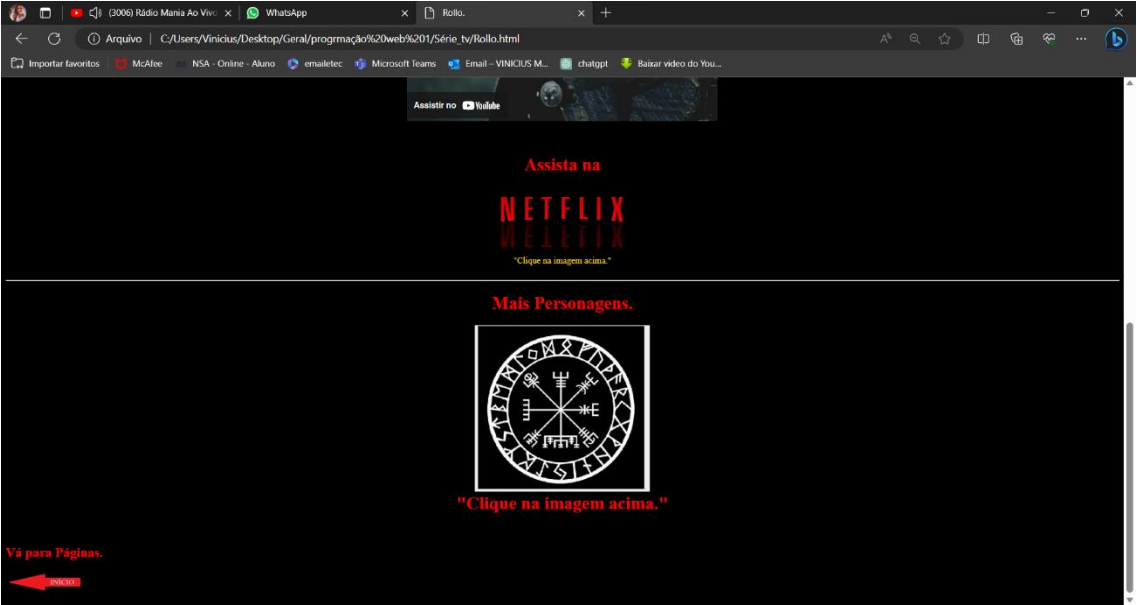 (3006) Rádio Mania Ao Vivo
WhatsApp
Rollo.
Arquivo | C:/Users/Vinicius/Desktop/Geral/progrmação%20web%201/Série_tv/Rollo.html
Importar favoritos
McAfee
NSA - Online - Aluno
emailetec
Microsoft Teams
Email – VINICIUS M...
chatgpt
Baixar video do You...
Assistir no YouTube
Assista na
NETFLIX
"Clique na imagem acima."
Mais Personagens.
"Clique na imagem acima."
Vá para Páginas.
INÍCIO